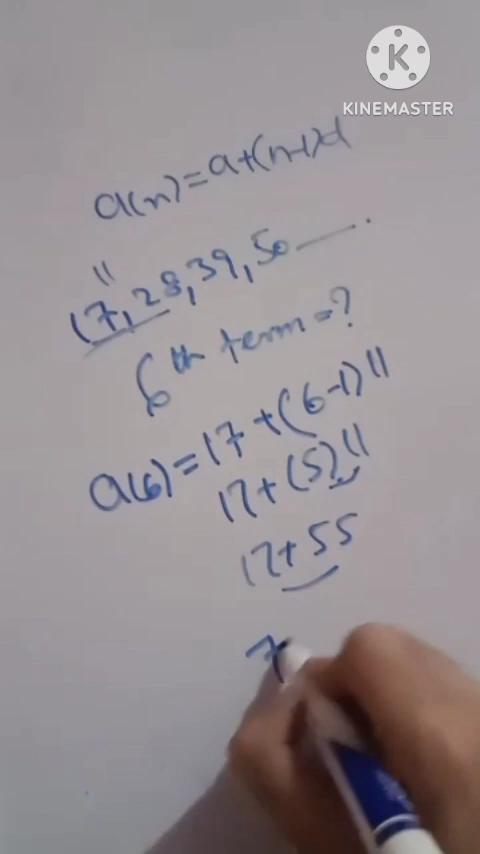 K
KINEMASTER
a(n)=a+(n-1)d
11
17, 28, 39, 50 ——.
6th term=?
a(6)=17+(6-1)11
17+(5)11
17+55
7